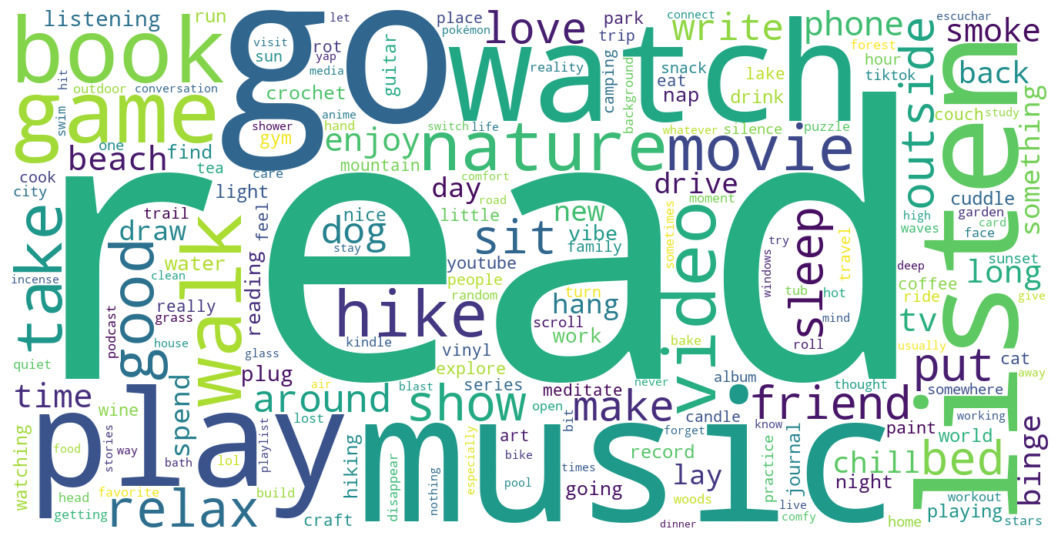 read
go
watch
book
game
play
music
listen
nature
movie
walk
hike
video
show
friend
bed
take
good
relax
around
make
sit
dog
sleep
outside
write
love
enjoy
phone
smoke
back
something
long
tv
put
chill
binge
time
spend
beach
draw
listening
run
find
tea
cook
city
light
feel
water
really
reading
trail
grass
podcast
clean
house
incense
quiet
outdoor
conversation
swim
hit
one
visit
sun
let
rot
yap
media
crochet
shower
gym
anime
hand
care
guitar
switch
life
mountain
comfort
day
road
little
nice
stay
youtube
people
random
new
vibe
family
turn
hang
scroll
work
kindle
vinyl
explore
series
plug
glass
air
blast
lost
open
meditate
bit
never
bake
album
candle
forget
know
thought
place
pokémon
trip
park
connect
reality
camping
snack
eat
nap
background
lake
drink
silence
whatever
puzzle
forest
hour
tiktok
escuchar
couch
study
cuddle
garden
card
face
high
waves
sunset
coffee
deep
give
ride
usually
travel
try
windows
tub
hot
mind
roll
moment
sometimes
drive
cat
away
somewhere
working
world
paint
night
journal
practice
live
comfy
home
playing
workout
stars
record
lay
woods
dinner
art
bike
times
pool
going
especially
nothing
disappear
hiking
craft
build
playlist
lol
favorite
bath
way
stories
food
head
getting
wine
watching